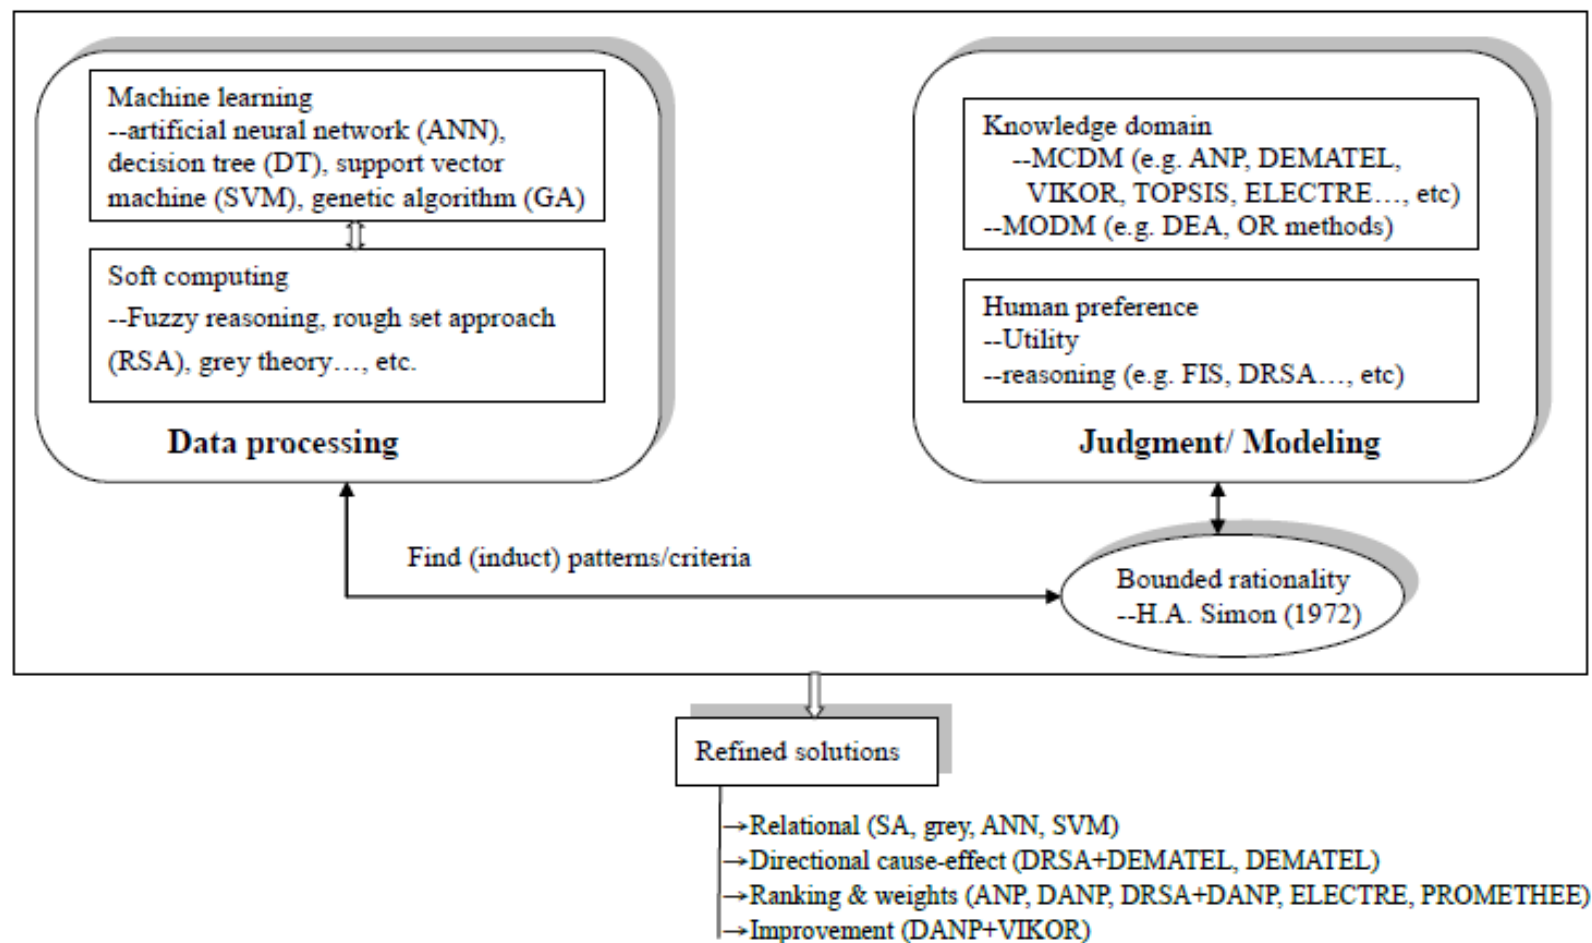 Machine learning
--artificial neural network (ANN),
decision tree (DT), support vector
machine (SVM), genetic algorithm (GA)
Soft computing
--Fuzzy reasoning, rough set approach
(RSA), grey theory…, etc.
Data processing
Knowledge domain
--MCDM (e.g. ANP, DEMATEL,
VIKOR, TOPSIS, ELECTRE…, etc)
--MODM (e.g. DEA, OR methods)
Human preference
--Utility
--reasoning (e.g. FIS, DRSA…, etc)
Judgment/ Modeling
Find (induct) patterns/criteria
Bounded rationality
--H.A. Simon (1972)
Refined solutions
→Relational (SA, grey, ANN, SVM)
→Directional cause-effect (DRSA+DEMATEL, DEMATEL)
→Ranking & weights (ANP, DANP, DRSA+DANP, ELECTRE, PROMETHEE)
→Improvement (DANP+VIKOR)